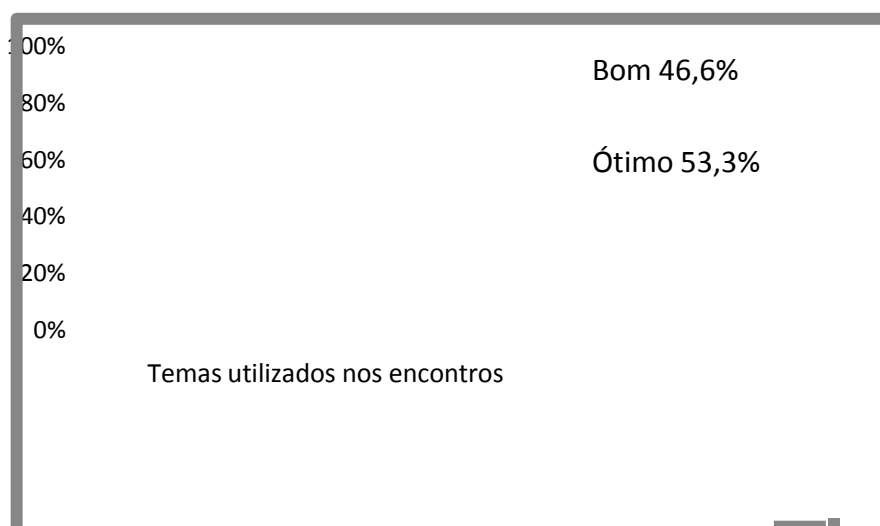 100%
Bom 46,6%
80%
60%
Ótimo 53,3%
40%
20%
0%
Temas utilizados nos encontros